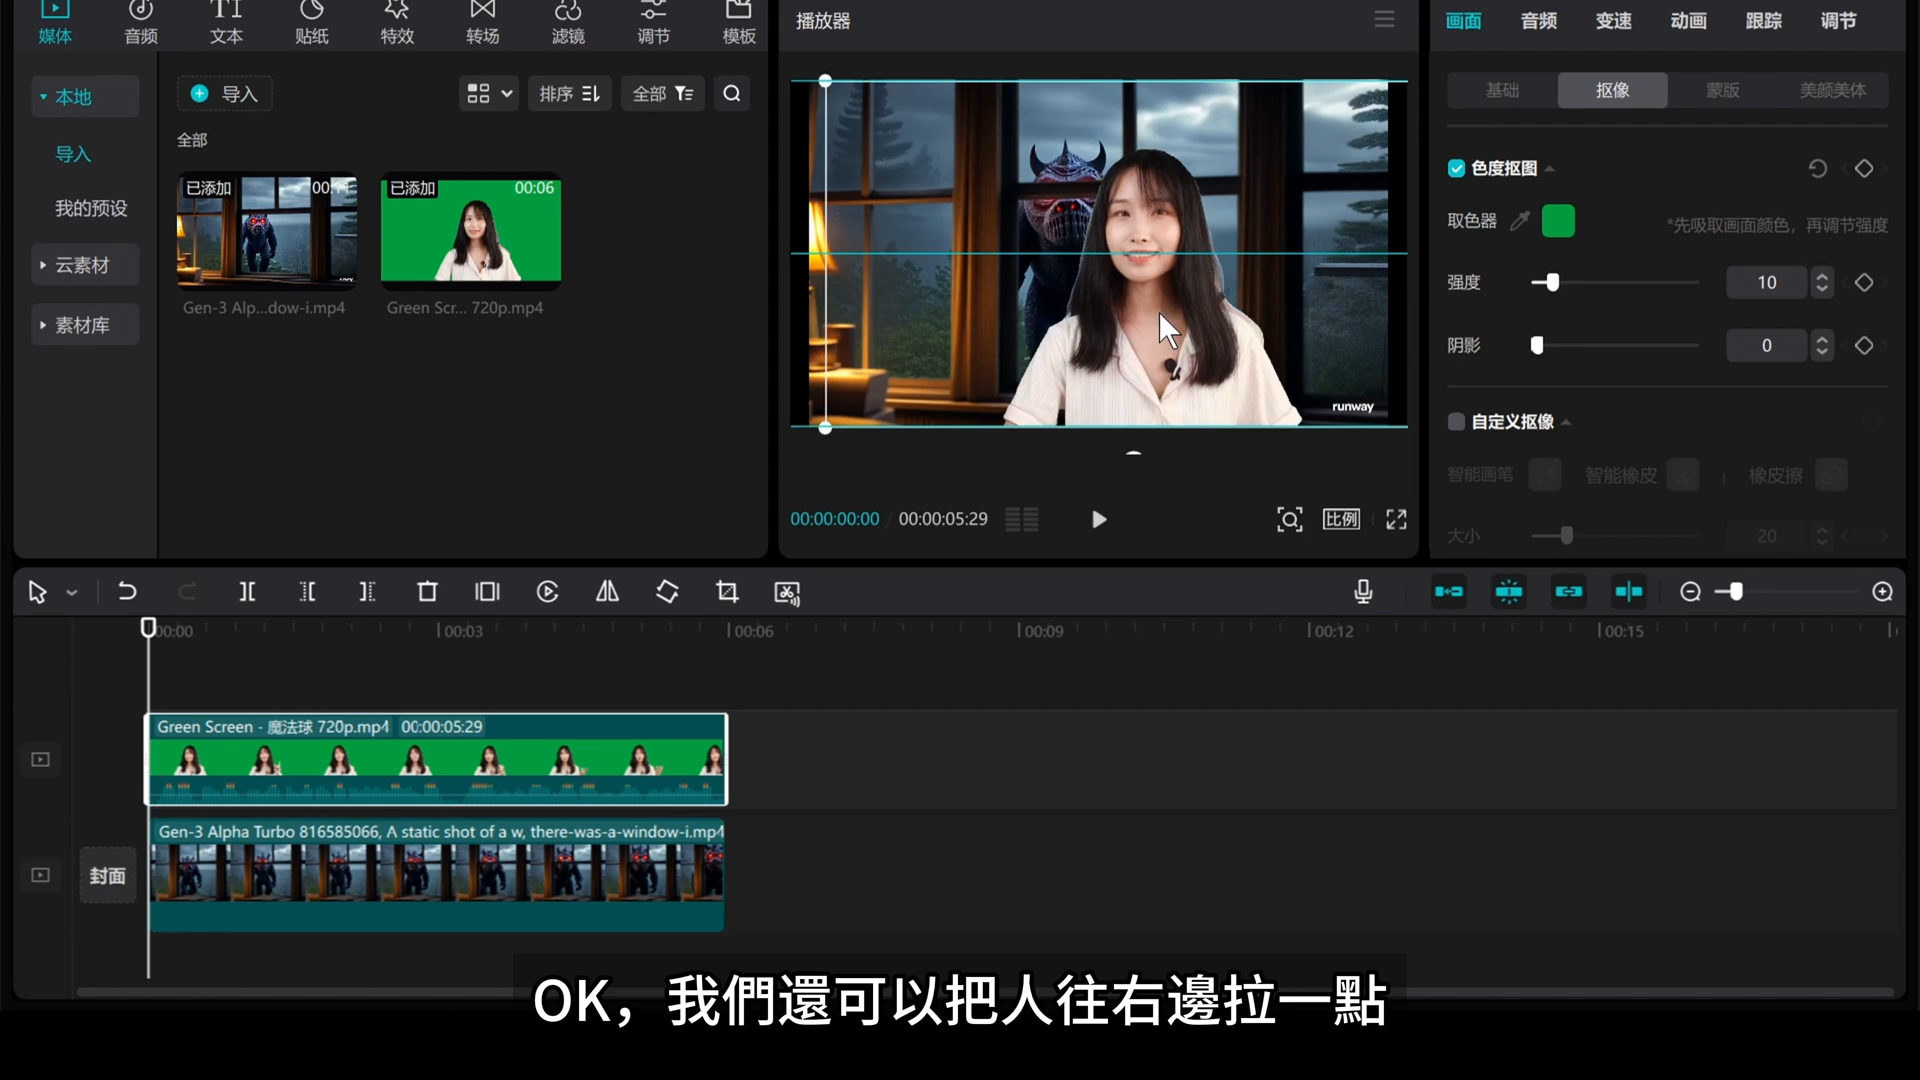 媒体
音频
文本
贴纸
特效
转场
滤镜
调节
模板
播放器
画面
音频
变速
动画
跟踪
调节
本地
导入
我的预设
云素材
素材库
导入
排序
全部
全部
已添加
已添加 00:06
Gen-3 Alp...dow-i.mp4
Green Scr... 720p.mp4
runway
00:00:00:00
00:00:05:29
比例
基础
抠像
蒙版
美颜美体
色度抠图
取色器
*先吸取画面颜色，再调节强度
强度
10
阴影
0
自定义抠像
智能画笔
智能橡皮
橡皮擦
大小
20
00:00
00:03
00:06
00:09
00:12
00:15
Green Screen - 魔法球 720p.mp4 00:00:05:29
封面
Gen-3 Alpha Turbo 816585066, A static shot of a w, there-was-a-window-i.mp4
OK，我們還可以把人往右邊拉一點